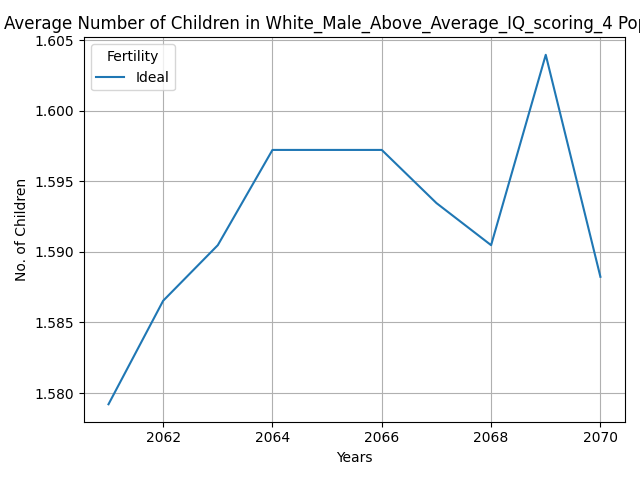 Average Number of Children in White_Male_Above_Average_IQ_scoring_4 Pop
Fertility
Ideal
1.605
1.600
1.595
1.590
1.585
1.580
No. of Children
2062 2064 2066 2068 2070
Years